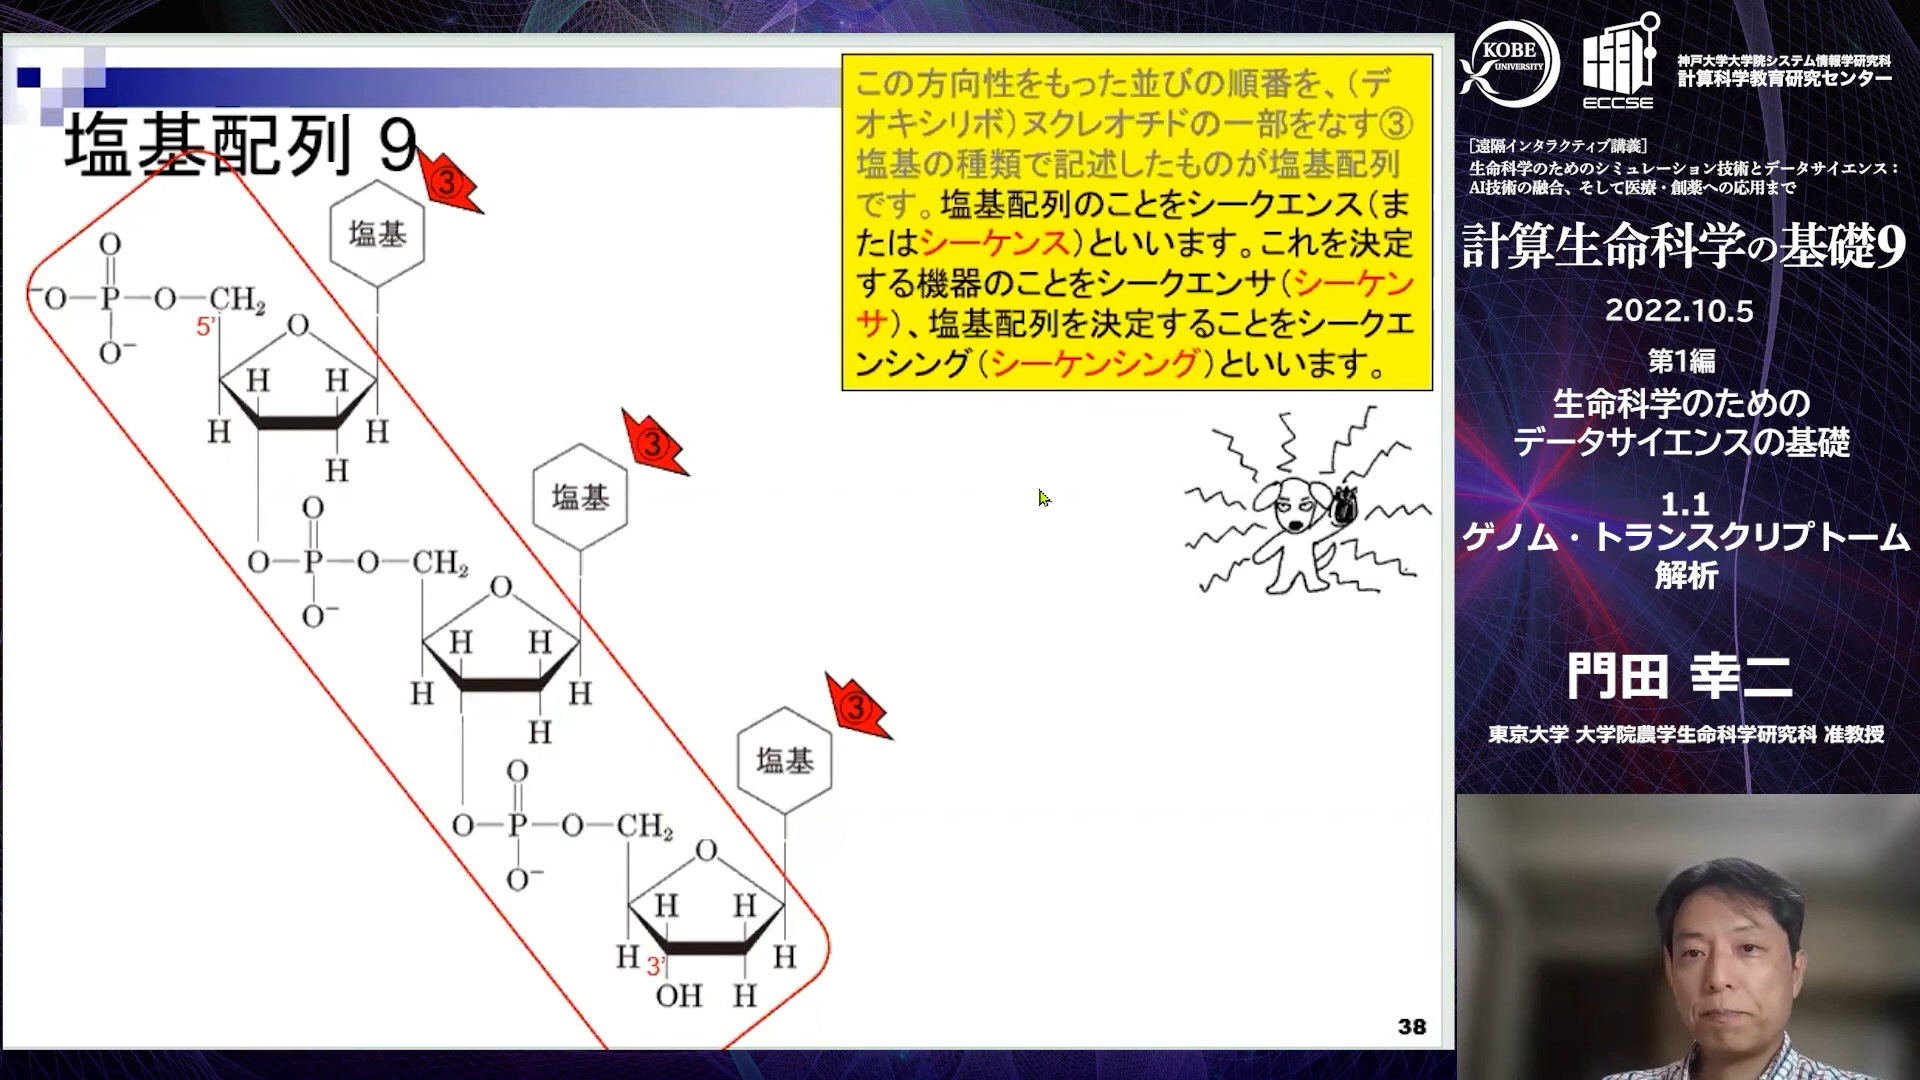 塩基配列 9
この方向性をもった並びの順番を、（デ
オキシリボ）ヌクレオチドの一部をなす③
塩基の種類で記述したものが塩基配列
です。塩基配列のことをシークエンス（ま
たはシーケンス）といいます。これを決定
する機器のことをシークエンサ（シーケン
サ）、塩基配列を決定することをシークエ
ンシング（シーケンシング）といいます。
③
塩基
O
⁻O—P—O—CH₂
5'
O⁻
O
H H
H H
H
③
塩基
O
O—P—O—CH₂
O⁻
O
H H
H H
H
③
塩基
O
O—P—O—CH₂
O⁻
O
H H
H 3' H
OH H
38
KOBE
UNIVERSITY
ECCSE
神戸大学大学院システム情報学研究科
計算科学教育研究センター
［遠隔インタラクティブ講義］
生命科学のためのシミュレーション技術とデータサイエンス：
AI技術の融合、そして医療・創薬への応用まで
計算生命科学の基礎9
2022.10.5
第1編
生命科学のための
データサイエンスの基礎
1.1
ゲノム・トランスクリプトーム
解析
門田 幸二
東京大学 大学院農学生命科学研究科 准教授